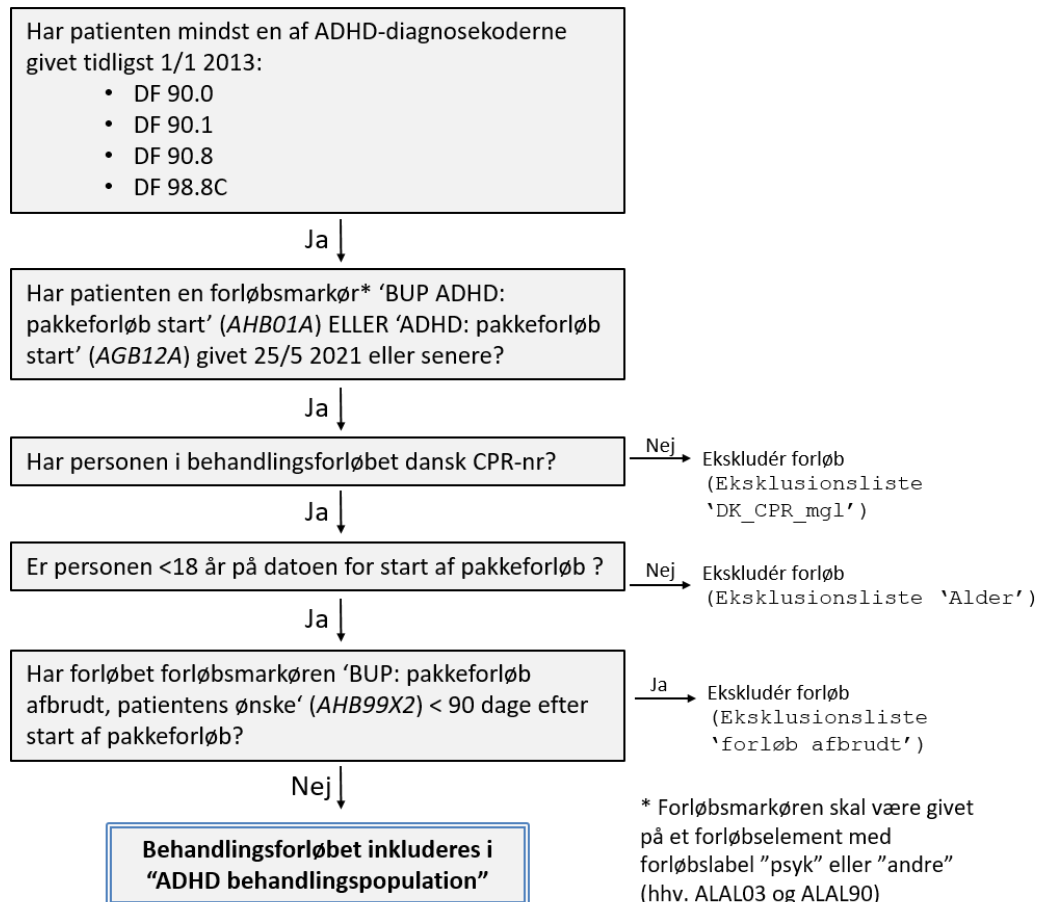 Har patienten mindst en af ADHD-diagnosekoderne
givet tidligst 1/1 2013:
• DF 90.0
• DF 90.1
• DF 90.8
• DF 98.8C
Ja
Har patienten en forløbsmarkør* ‘BUP ADHD:
pakkeforløb start’ (AHB01A) ELLER ‘ADHD: pakkeforløb
start’ (AGB12A) givet 25/5 2021 eller senere?
Ja
Har personen i behandlingsforløbet dansk CPR-nr?
Nej
Ekskludér forløb
(Eksklusionsliste
‘DK_CPR_mgl’)
Ja
Er personen <18 år på datoen for start af pakkeforløb ?
Nej
Ekskludér forløb
(Eksklusionsliste ‘Alder’)
Ja
Har forløbet forløbsmarkøren ‘BUP: pakkeforløb
afbrudt, patientens ønske‘ (AHB99X2) < 90 dage efter
start af pakkeforløb?
Ja
Ekskludér forløb
(Eksklusionsliste
‘forløb afbrudt’)
Nej
Behandlingsforløbet inkluderes i
“ADHD behandlingspopulation”
* Forløbsmarkøren skal være givet
på et forløbselement med
forløbslabel ”psyk” eller ”andre”
(hhv. ALAL03 og ALAL90)